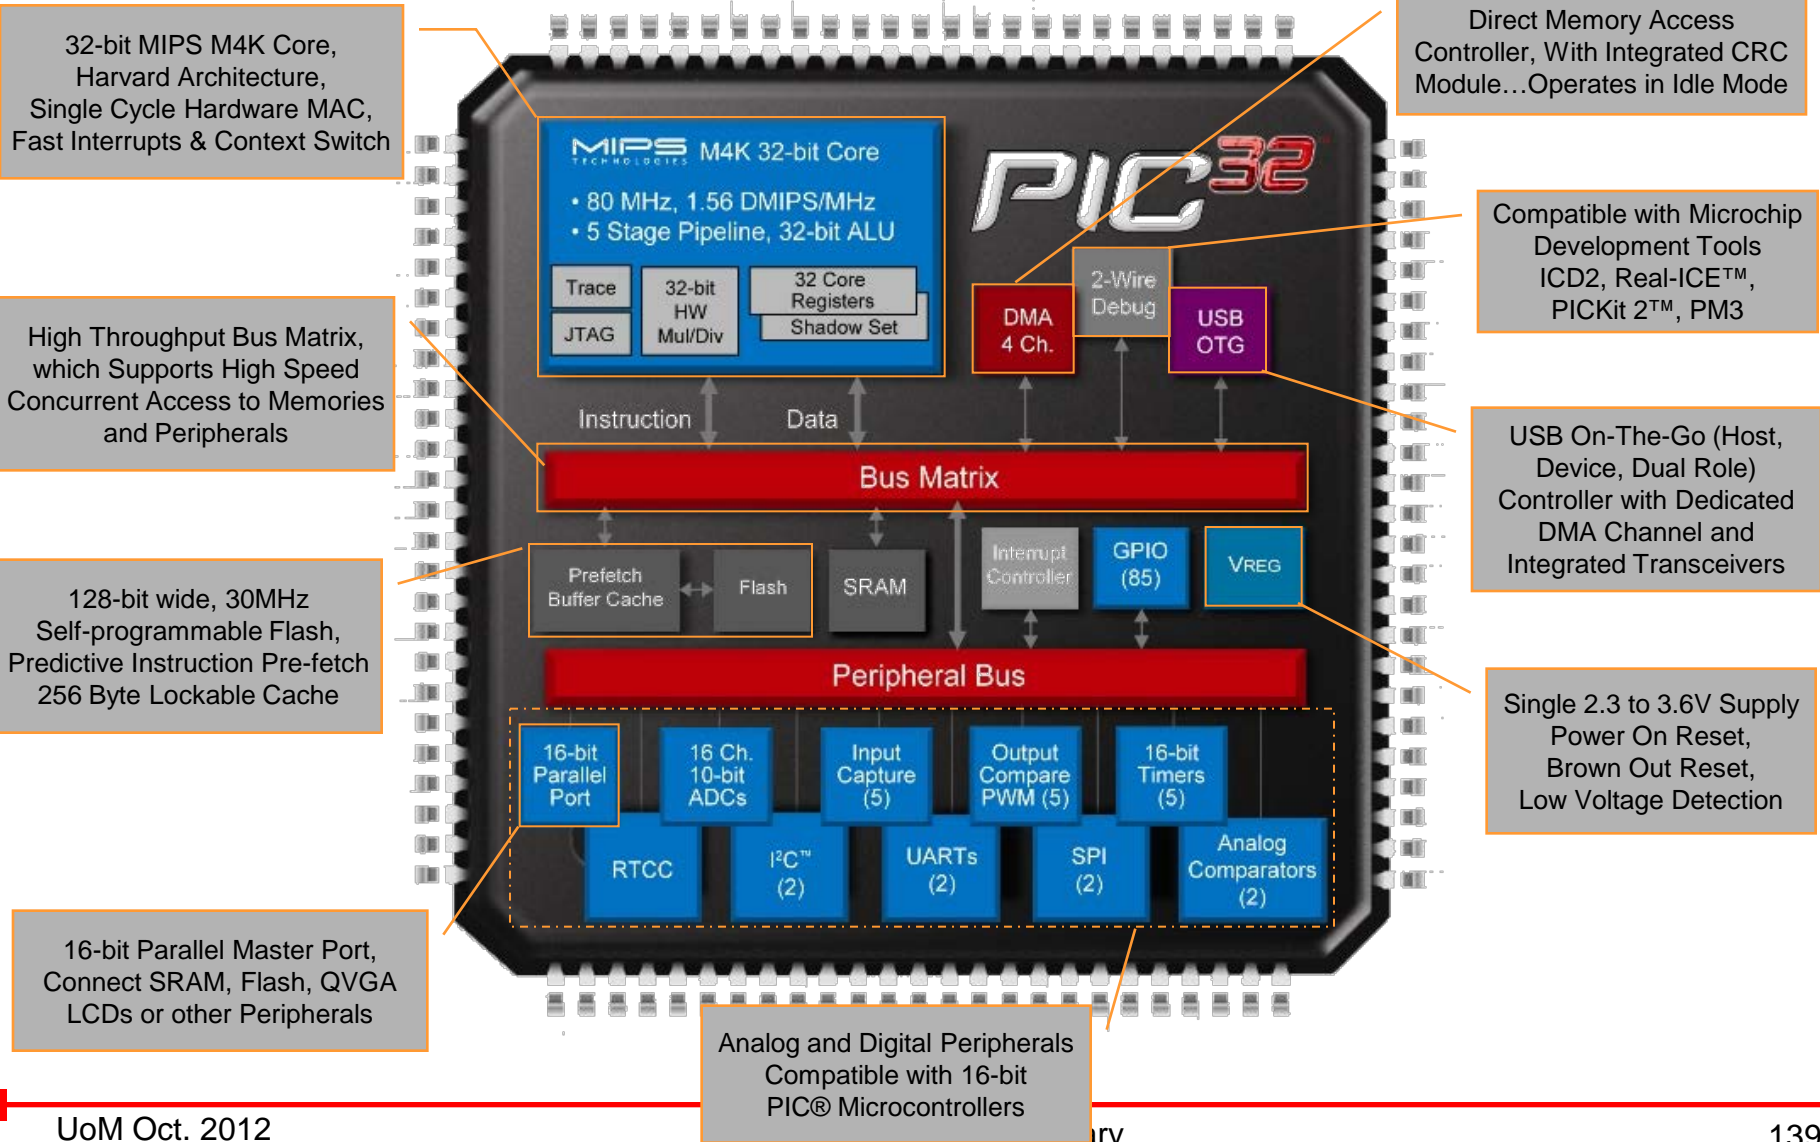 32-bit MIPS M4K Core,
Harvard Architecture,
Single Cycle Hardware MAC,
Fast Interrupts & Context Switch
Direct Memory Access
Controller, With Integrated CRC
Module…Operates in Idle Mode
MIPS
TECHNOLOGIES
M4K 32-bit Core
• 80 MHz, 1.56 DMIPS/MHz
• 5 Stage Pipeline, 32-bit ALU
Trace
JTAG
32-bit
HW
Mul/Div
32 Core
Registers
Shadow Set
PIC32
DMA
4 Ch.
2-Wire
Debug
USB
OTG
Compatible with Microchip
Development Tools
ICD2, Real-ICE™,
PICKit 2™, PM3
High Throughput Bus Matrix,
which Supports High Speed
Concurrent Access to Memories
and Peripherals
Instruction
Data
Bus Matrix
USB On-The-Go (Host,
Device, Dual Role)
Controller with Dedicated
DMA Channel and
Integrated Transceivers
128-bit wide, 30MHz
Self-programmable Flash,
Predictive Instruction Pre-fetch
256 Byte Lockable Cache
Prefetch
Buffer Cache
Flash
SRAM
Interrupt
Controller
GPIO
(85)
VREG
Peripheral Bus
Single 2.3 to 3.6V Supply
Power On Reset,
Brown Out Reset,
Low Voltage Detection
16-bit
Parallel
Port
16 Ch.
10-bit
ADCs
Input
Capture
(5)
Output
Compare
PWM (5)
16-bit
Timers
(5)
RTCC
I²C™
(2)
UARTs
(2)
SPI
(2)
Analog
Comparators
(2)
16-bit Parallel Master Port,
Connect SRAM, Flash, QVGA
LCDs or other Peripherals
Analog and Digital Peripherals
Compatible with 16-bit
PIC® Microcontrollers
UoM Oct. 2012
139